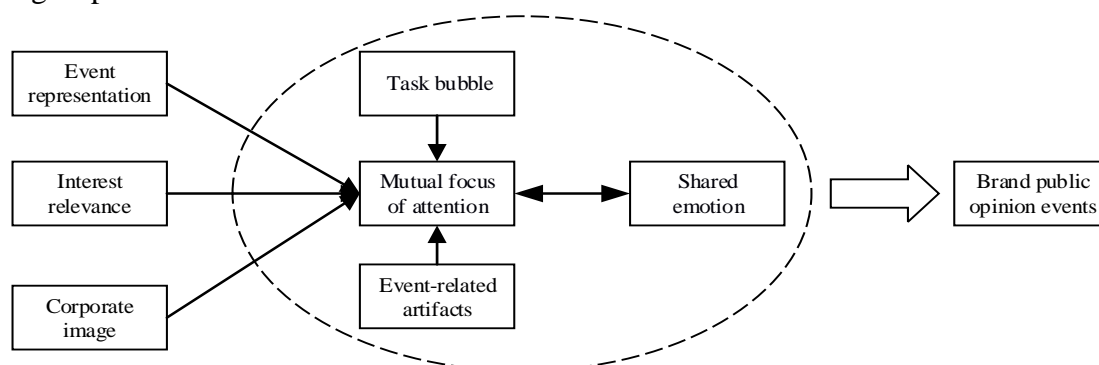 Event
representation
Task bubble
Interest
relevance
Mutual focus
of attention
Shared
emotion
Brand public
opinion events
Event-related
artifacts
Corporate
image